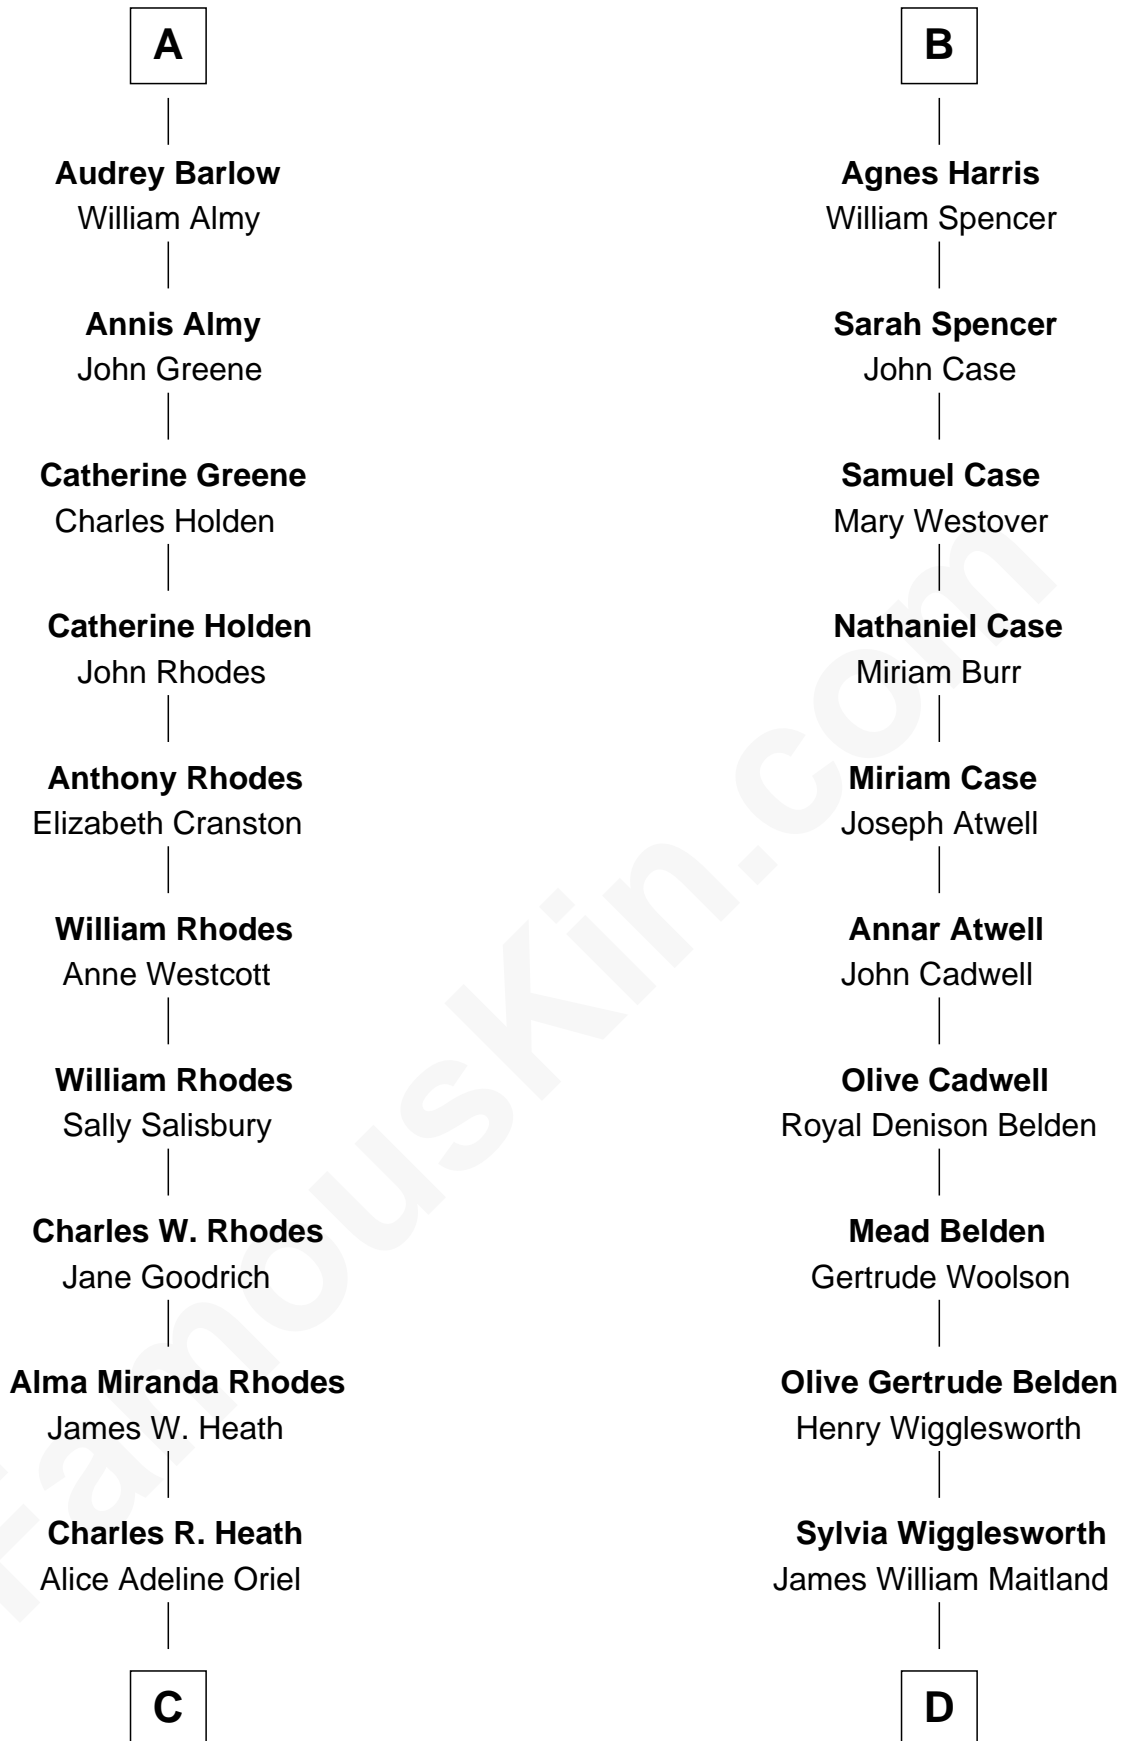 A
Audrey Barlow
William Almy
Annis Almy
John Greene
Catherine Greene
Charles Holden
Catherine Holden
John Rhodes
Anthony Rhodes
Elizabeth Cranston
William Rhodes
Anne Westcott
William Rhodes
Sally Salisbury
Charles W. Rhodes
Jane Goodrich
Alma Miranda Rhodes
James W. Heath
Charles R. Heath
Alice Adeline Oriel
C
B
Agnes Harris
William Spencer
Sarah Spencer
John Case
Samuel Case
Mary Westover
Nathaniel Case
Miriam Burr
Miriam Case
Joseph Atwell
Annar Atwell
John Cadwell
Olive Cadwell
Royal Denison Belden
Mead Belden
Gertrude Woolson
Olive Gertrude Belden
Henry Wigglesworth
Sylvia Wigglesworth
James William Maitland
D
FamousKin.com